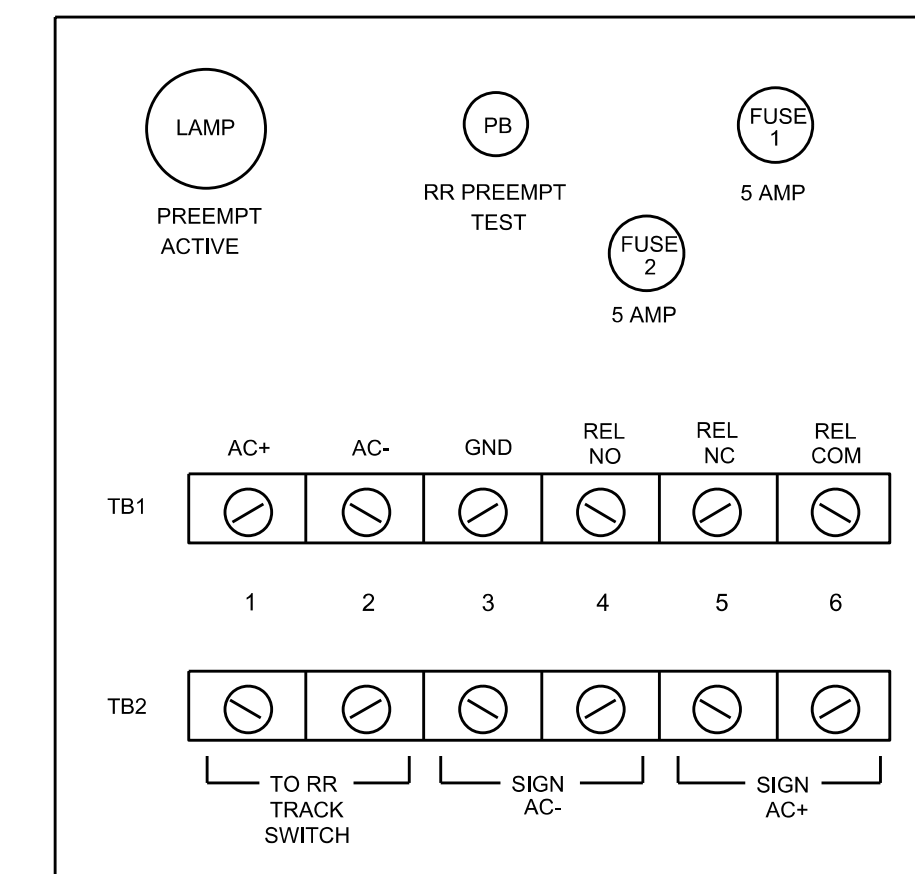 LAMP
PREEMPT
ACTIVE
PB
RR PREEMPT
TEST
FUSE
1
5 AMP
FUSE
2
5 AMP
AC+
AC-
GND
REL
NO
REL
NC
REL
COM
TB1
1 2 3 4 5 6
TB2
TO RR
TRACK
SWITCH
SIGN
AC-
SIGN
AC+